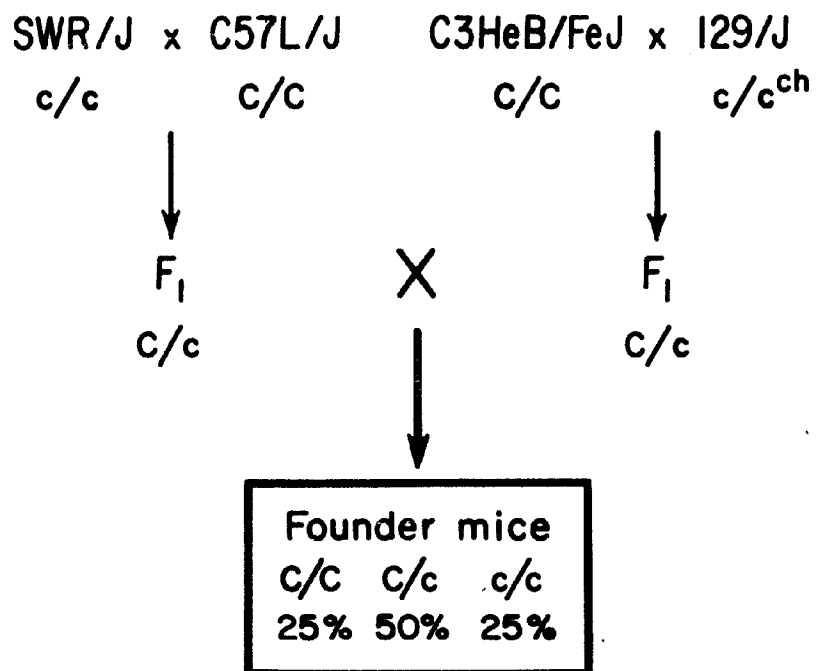 SWR/J x C57L/J C3HeB/FeJ x 129/J
c/c C/C C/C c/c^ch
F₁ X F₁
C/c C/c
Founder mice
C/C C/c c/c
25% 50% 25%